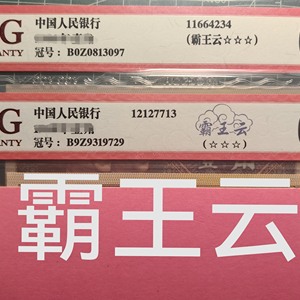 G
中国人民银行
11664234
(霸王云☆☆☆)
ANTY
冠号：B0Z0813097
G
中国人民银行
12127713
霸王云
RANTY
冠号：B9Z9319729
(☆☆☆)
霸王云